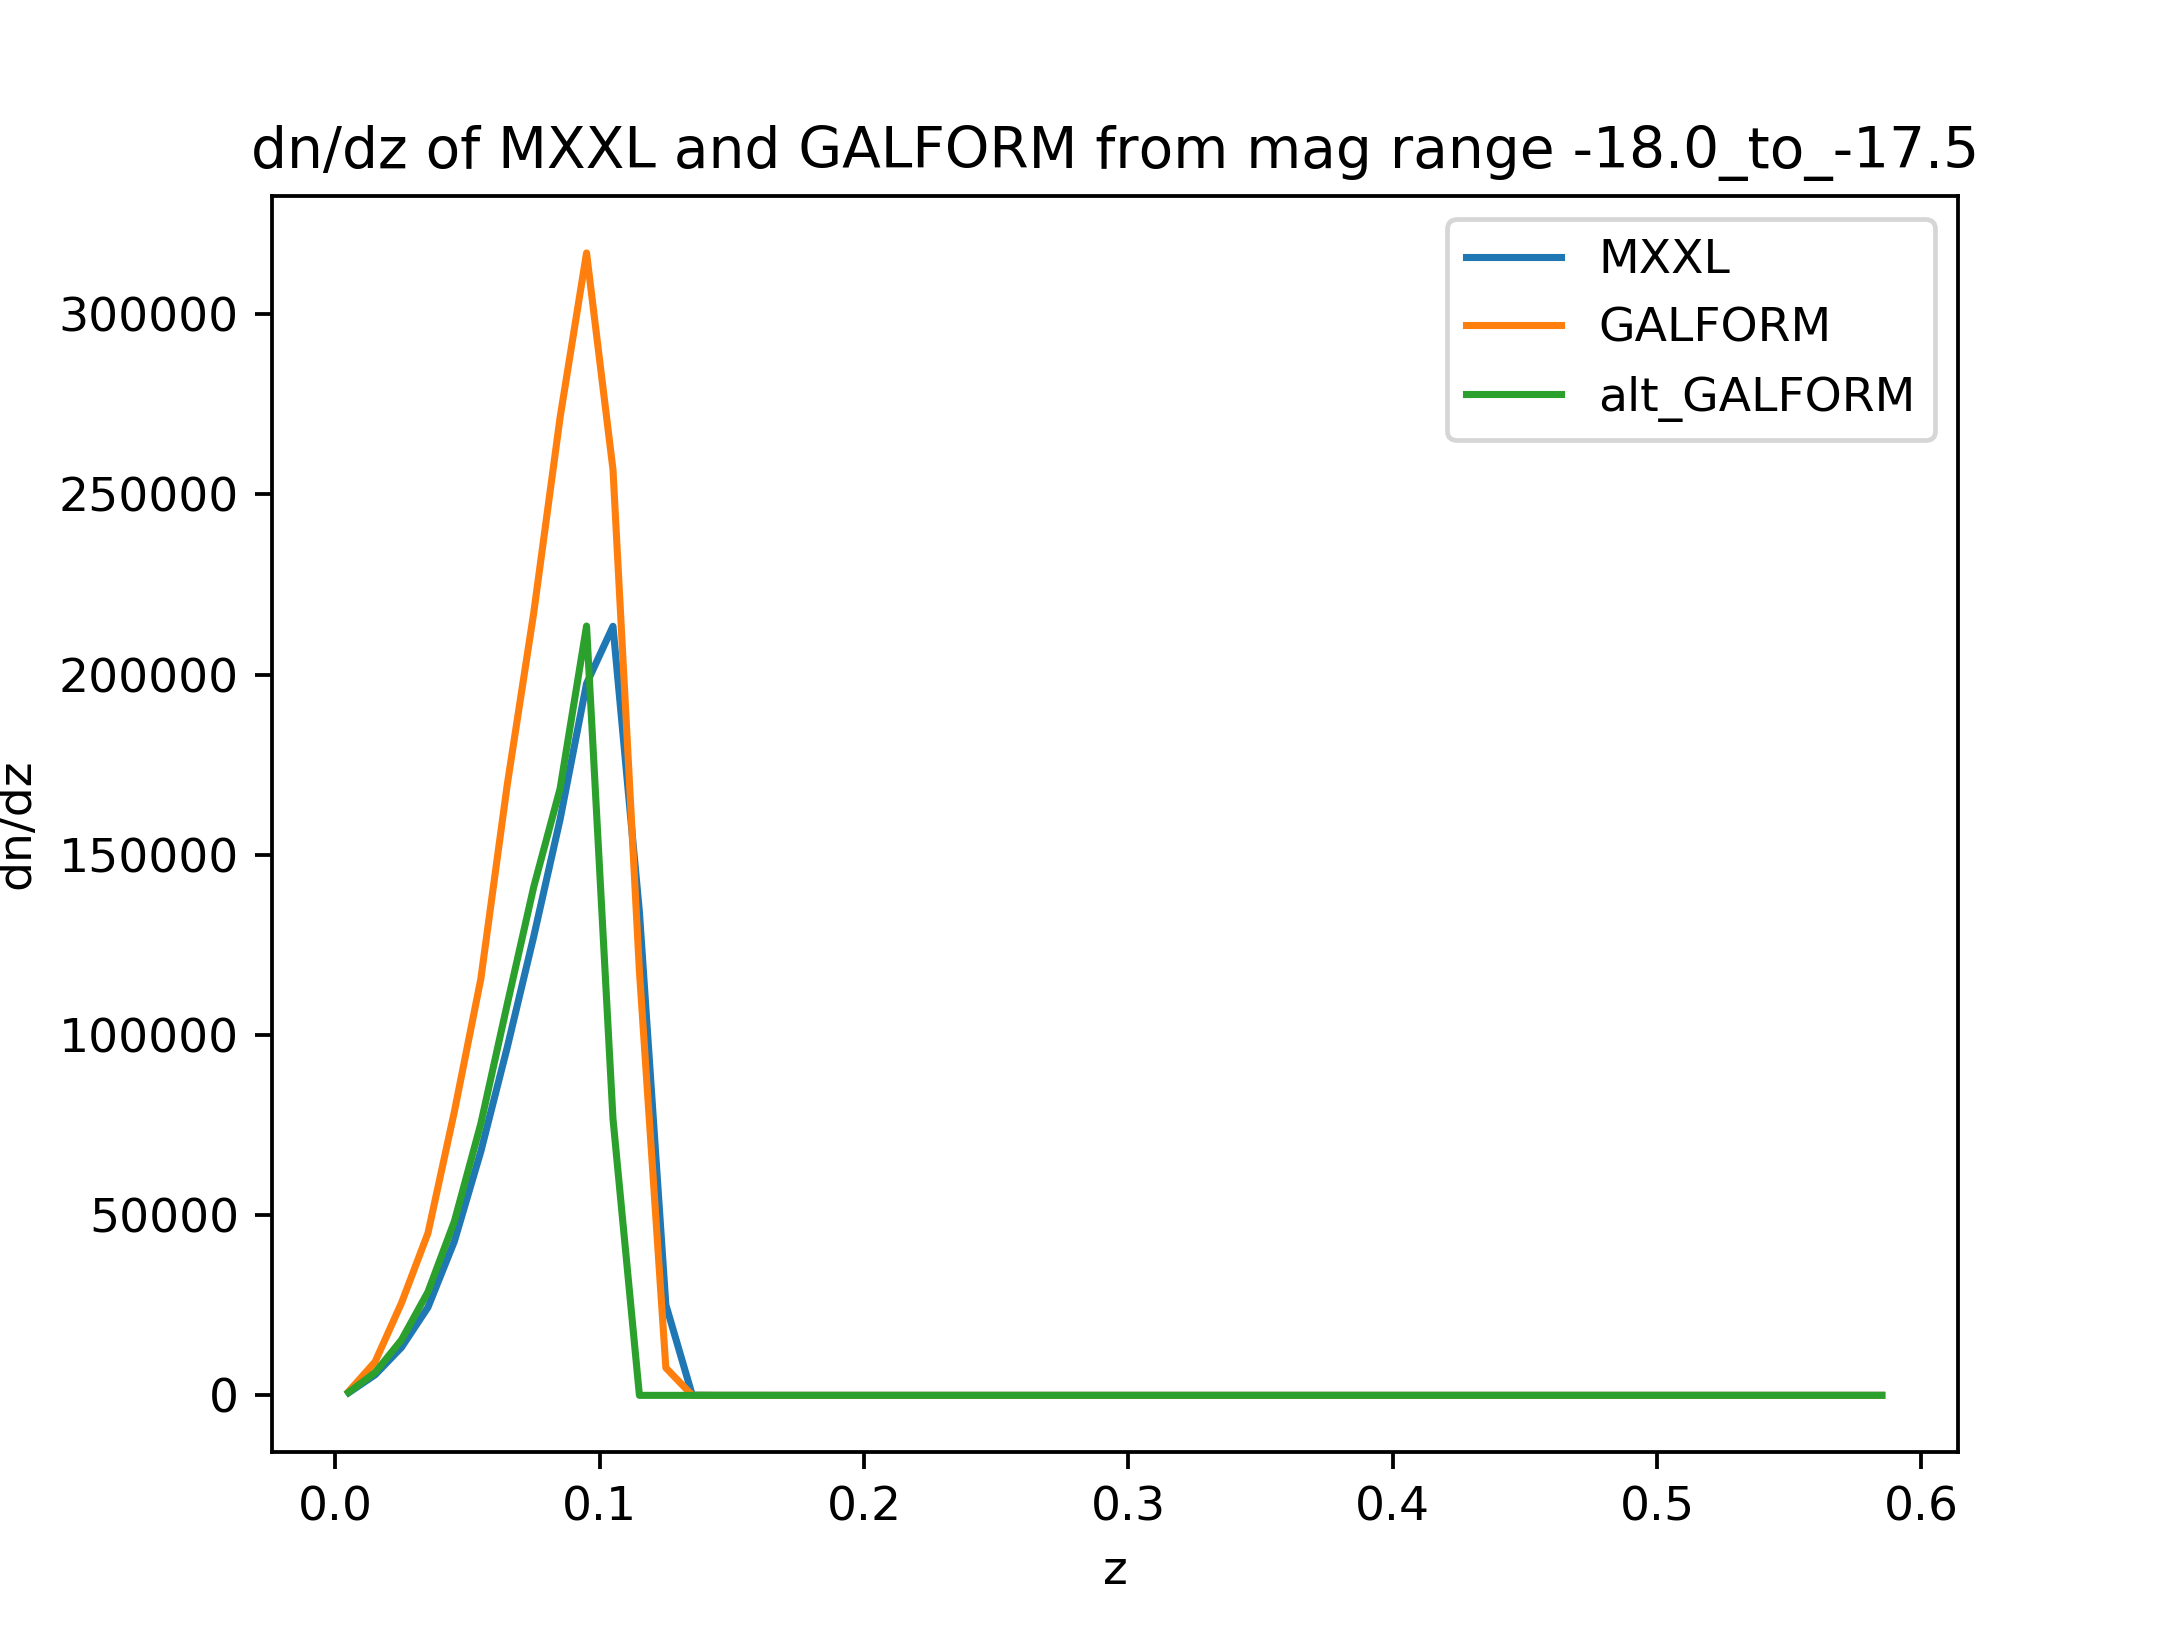 dn/dz of MXXL and GALFORM from mag range -18.0_to_-17.5
MXXL
GALFORM
alt_GALFORM
300000
250000
200000
150000
100000
50000
0
dn/dz
0.0 0.1 0.2 0.3 0.4 0.5 0.6
z